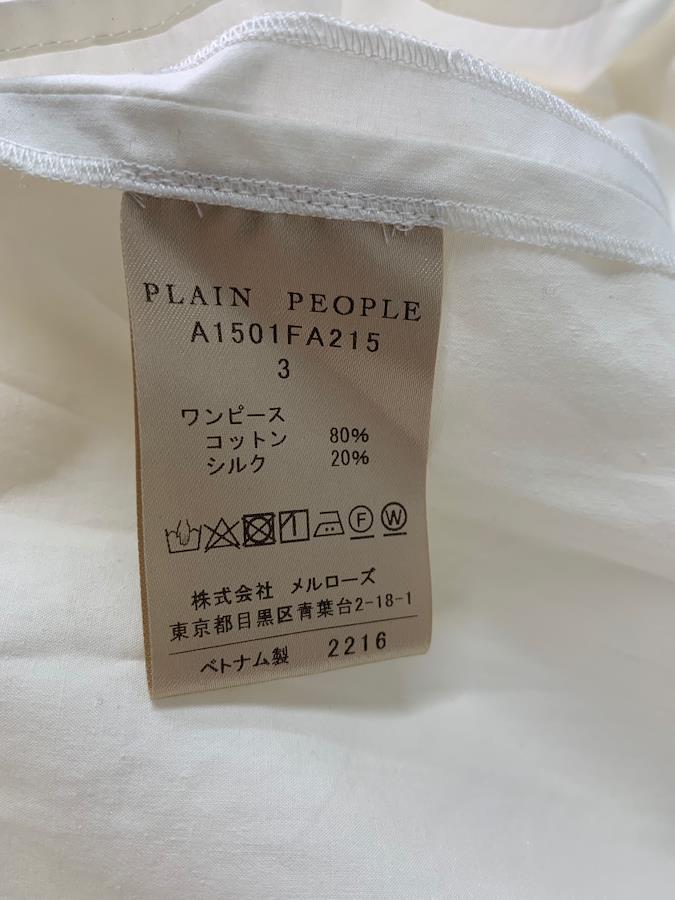 PLAIN PEOPLE
A1501FA215
3
ワンピース
コットン 80%
シルク 20%
F W
株式会社 メルローズ
東京都目黒区青葉台2-18-1
ベトナム製 2216